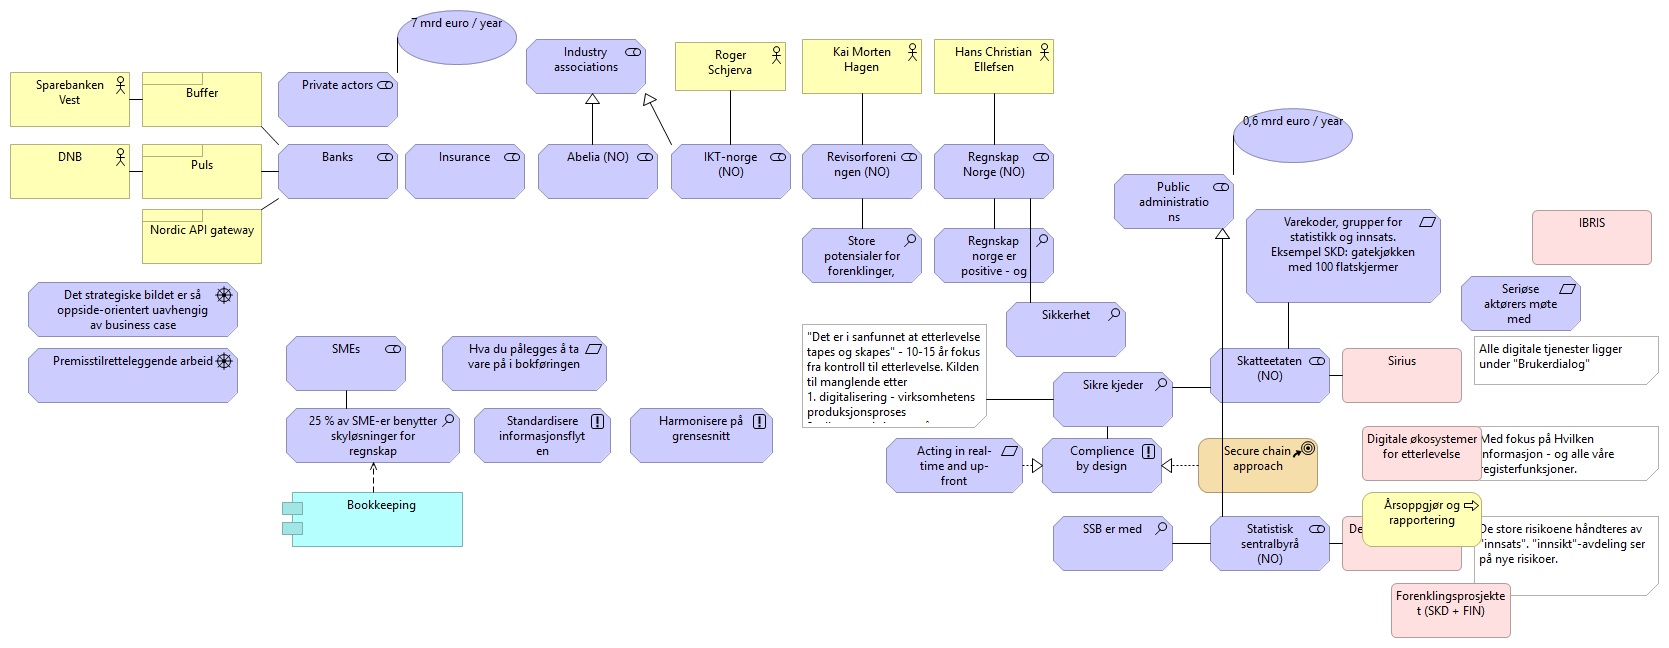 7 mrd euro / year
Industry
associations
Roger
Schjerva
Kai Morten
Hagen
Hans Christian
Ellefsen
Sparebanken
Vest
Buffer
Private actors
0,6 mrd euro / year
DNB
Puls
Banks
Insurance
Abelia (NO)
IKT-norge
(NO)
Revisorforeni
ngen (NO)
Regnskap
Norge (NO)
Public
administratio
ns
Nordic API gateway
Store
potensialer for
forenklinger,
Regnskap
norge er
positive - og
Varekoder, grupper for
statistikk og innsats.
Eksempel SKD: gatekjøkken
med 100 flatskjermer
IBRIS
Det strategiske bildet er så
oppside-orientert uavhengig
av business case
Sikkerhet
Seriøse
aktørers møte
med
Premisstilretteleggende arbeid
SMEs
Hva du pålegges å ta
vare på i bokføringen
"Det er i sanfunnet at etterlevelse
tapes og skapes" - 10-15 år fokus
fra kontroll til etterlevelse. Kilden
til manglende etter
1. digitalisering - virksomhetens
produksjonsproses
Sikre kjeder
Skatteetaten
(NO)
Sirius
Alle digitale tjenester ligger
under "Brukerdialog"
25 % av SME-er benytter
skyløsninger for
regnskap
Standardisere
informasjonsflyt
en
Harmonisere på
grensesnitt
Acting in real-
time and up-
front
Complience
by design
Secure chain
approach
Digitale økosystemer
for etterlevelse
Med fokus på Hvilken
informasjon - og alle våre
registerfunksjoner.
Bookkeeping
SSB er med
Statistisk
sentralbyrå
(NO)
De
Årsoppgjør og
rapportering
De store risikoene håndteres av
"innsats". "innsikt"-avdeling ser
på nye risikoer.
Forenklingsprosjekte
t (SKD + FIN)